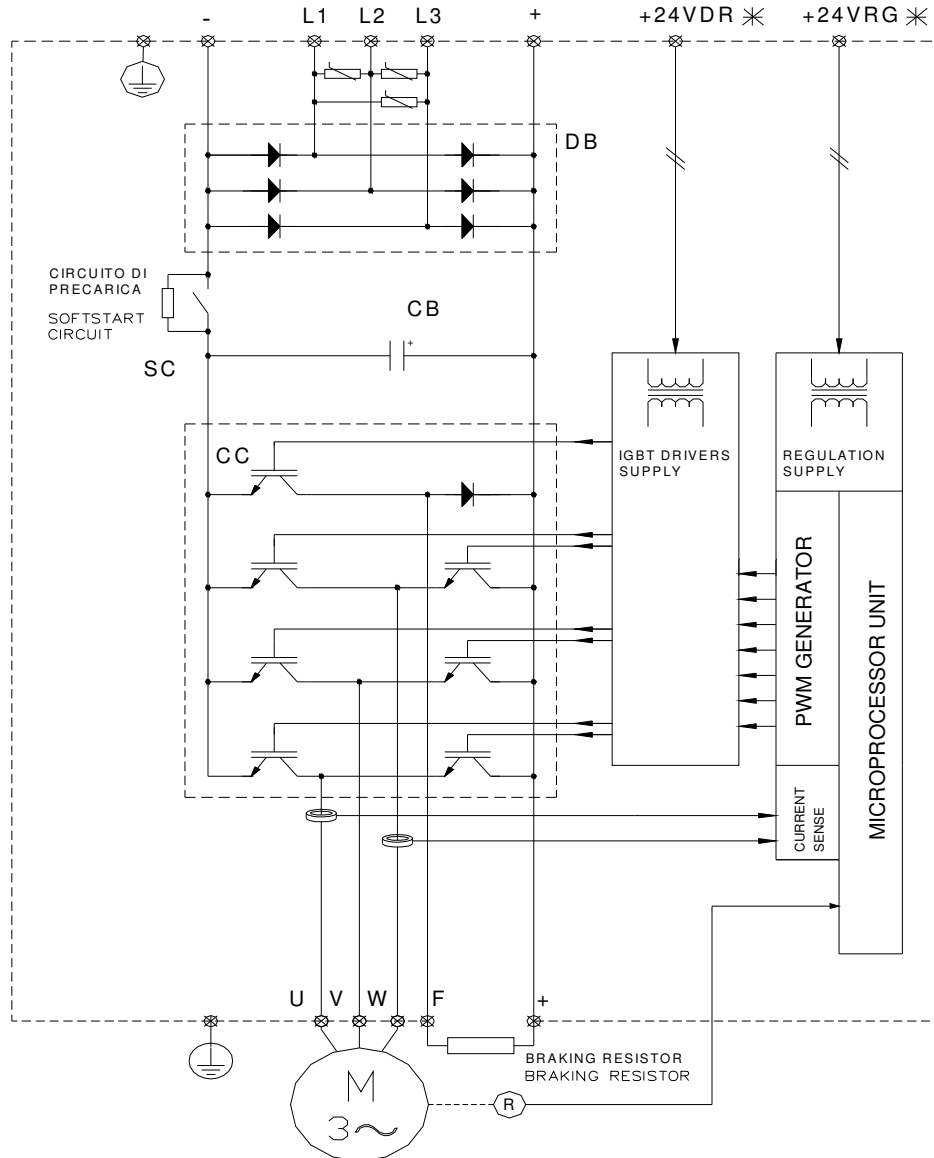 - L1 L2 L3 + +24VDR ✳ +24VRG ✳
DB
CIRCUITO DI
PRECARICA
SOFTSTART
CIRCUIT
CB
+
SC
CC
IGBT DRIVERS
SUPPLY
REGULATION
SUPPLY
PWM GENERATOR
MICROPROCESSOR UNIT
CURRENT
SENSE
U V W F +
BRAKING RESISTOR
BRAKING RESISTOR
M
3~
R